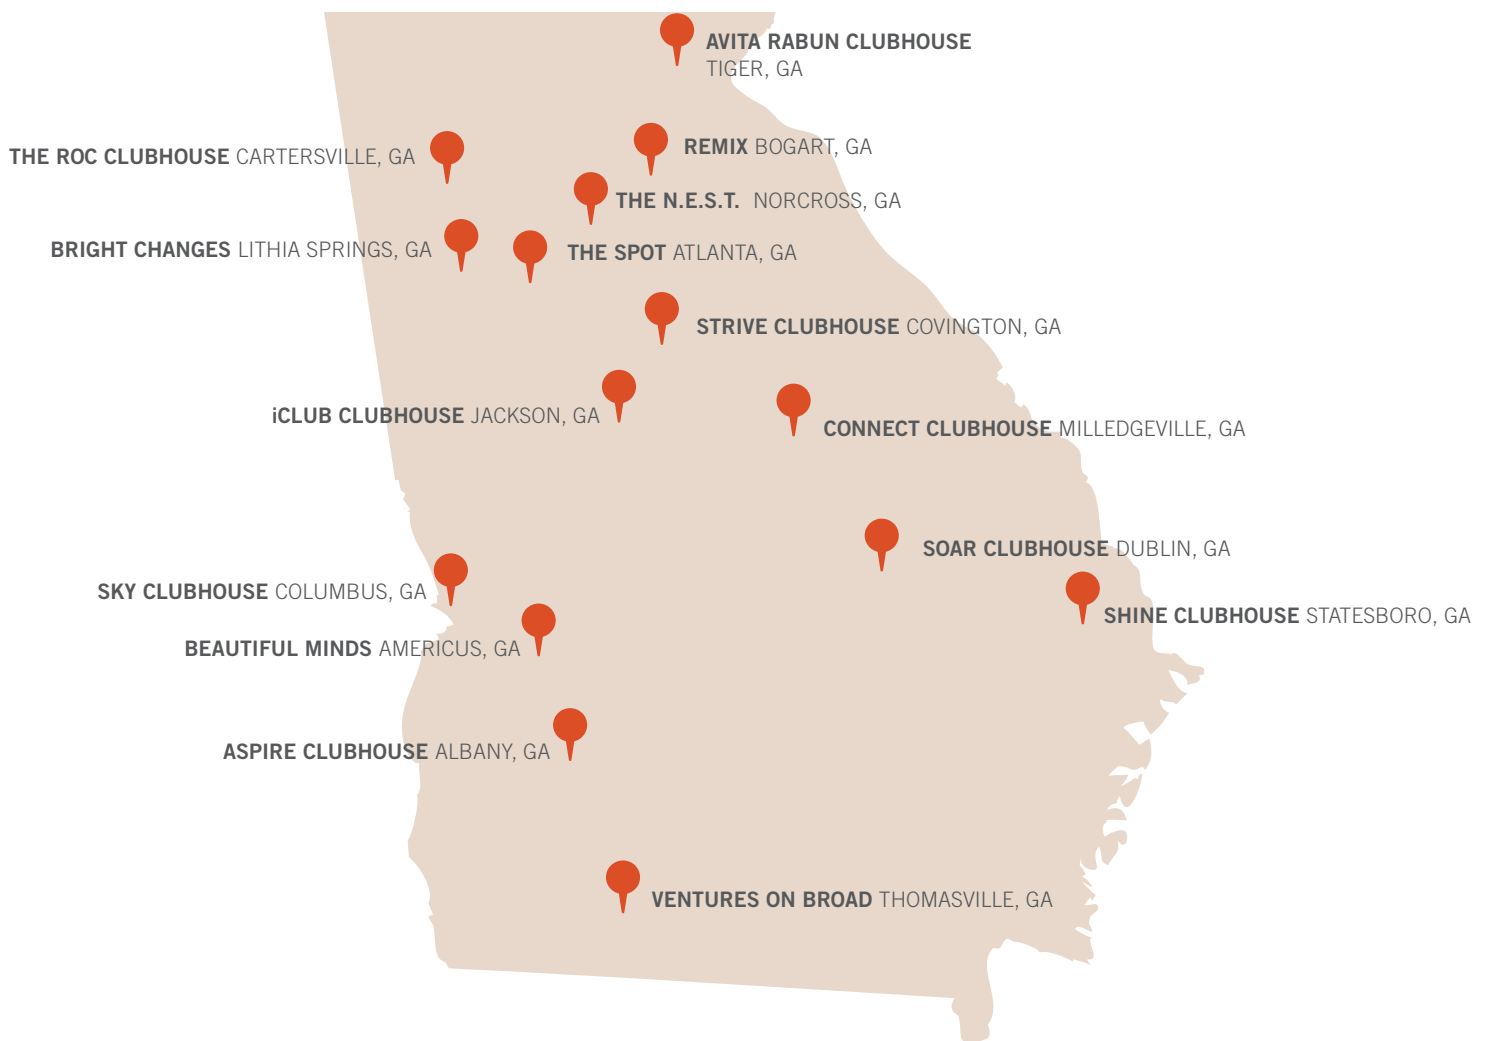 AVITA RABUN CLUBHOUSE
TIGER, GA
REMIX BOGART, GA
THE ROC CLUBHOUSE CARTERSVILLE, GA
THE N.E.S.T. NORCROSS, GA
BRIGHT CHANGES LITHIA SPRINGS, GA
THE SPOT ATLANTA, GA
STRIVE CLUBHOUSE COVINGTON, GA
iCLUB CLUBHOUSE JACKSON, GA
CONNECT CLUBHOUSE MILLEDGEVILLE, GA
SOAR CLUBHOUSE DUBLIN, GA
SKY CLUBHOUSE COLUMBUS, GA
SHINE CLUBHOUSE STATESBORO, GA
BEAUTIFUL MINDS AMERICUS, GA
ASPIRE CLUBHOUSE ALBANY, GA
VENTURES ON BROAD THOMASVILLE, GA